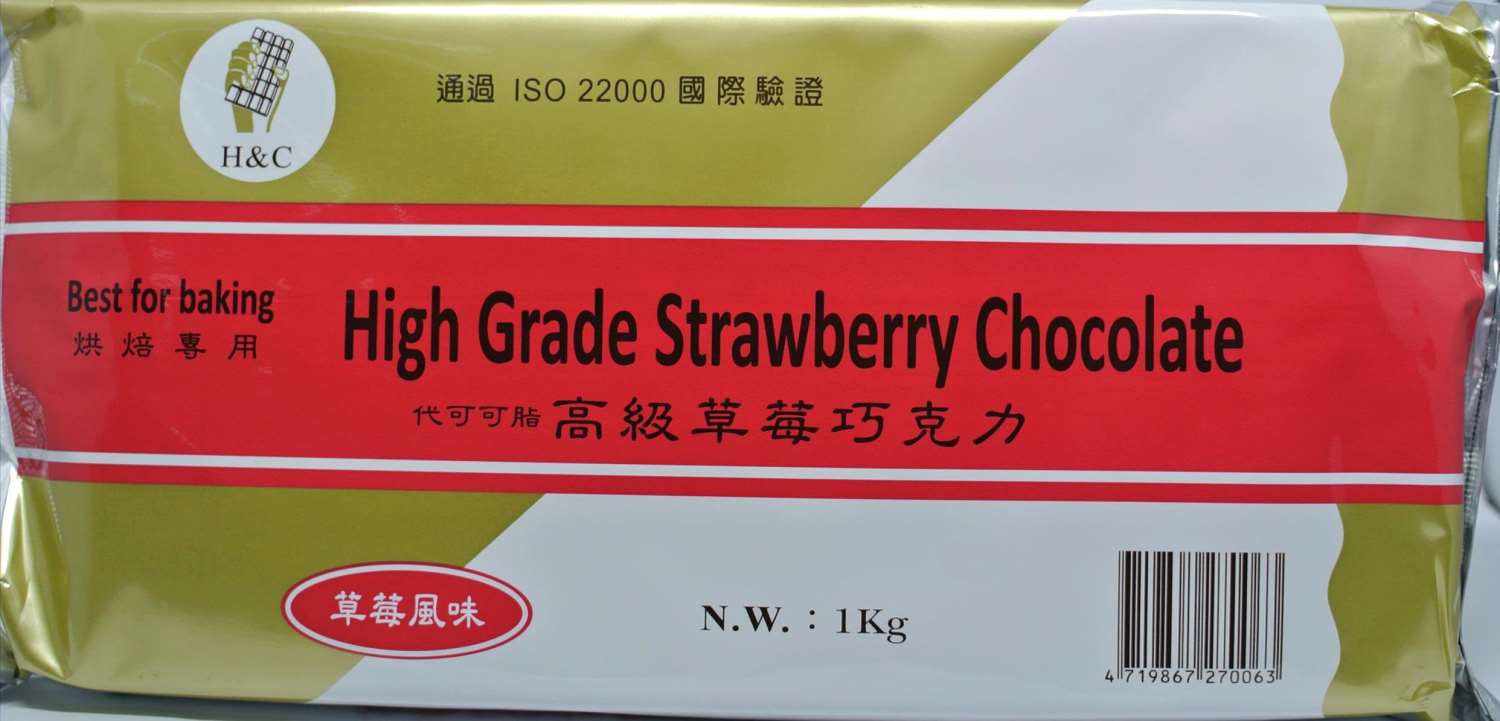 H&C
通過 ISO 22000 國際驗證
Best for baking
烘焙專用
High Grade Strawberry Chocolate
代可可脂 高級草莓巧克力
草莓風味
N.W.：1Kg
4 719867 270063